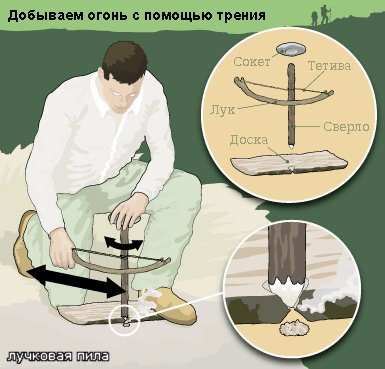 Добываем огонь с помощью трения
Сокет
Тетива
Лук
Сверло
Доска
лучковая пила